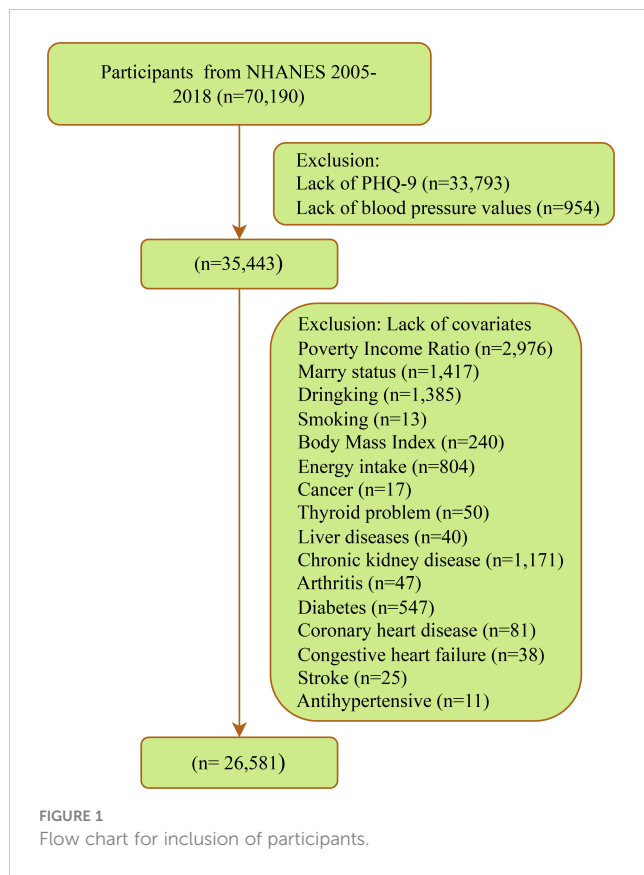 Participants from NHANES 2005-
2018 (n=70,190)
Exclusion:
Lack of PHQ-9 (n=33,793)
Lack of blood pressure values (n=954)
(n=35,443)
Exclusion: Lack of covariates
Poverty Income Ratio (n=2,976)
Marry status (n=1,417)
Dringking (n=1,385)
Smoking (n=13)
Body Mass Index (n=240)
Energy intake (n=804)
Cancer (n=17)
Thyroid problem (n=50)
Liver diseases (n=40)
Chronic kidney disease (n=1,171)
Arthritis (n=47)
Diabetes (n=547)
Coronary heart disease (n=81)
Congestive heart failure (n=38)
Stroke (n=25)
Antihypertensive (n=11)
(n= 26,581)
FIGURE 1
Flow chart for inclusion of participants.